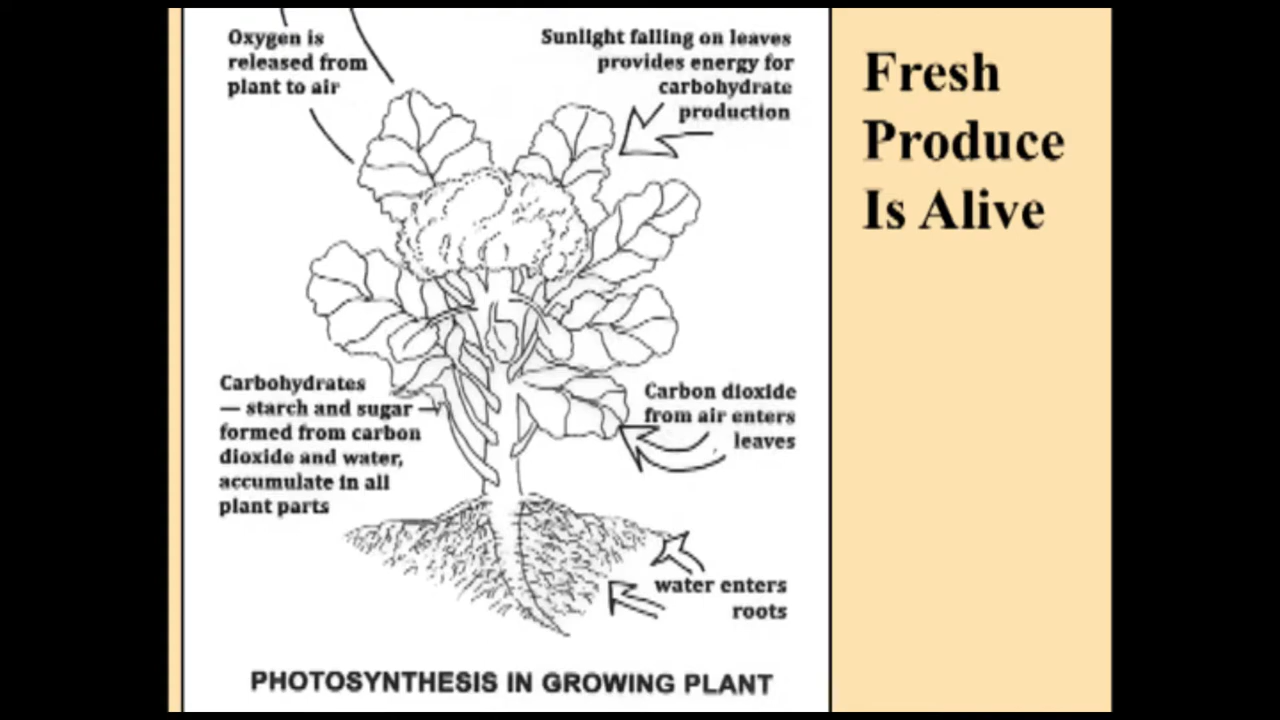 Oxygen is
released from
plant to air
Sunlight falling on leaves
provides energy for
carbohydrate
production
Fresh
Produce
Is Alive
Carbohydrates
— starch and sugar —
formed from carbon
dioxide and water,
accumulate in all
plant parts
Carbon dioxide
from air enters
leaves
water enters
roots
PHOTOSYNTHESIS IN GROWING PLANT